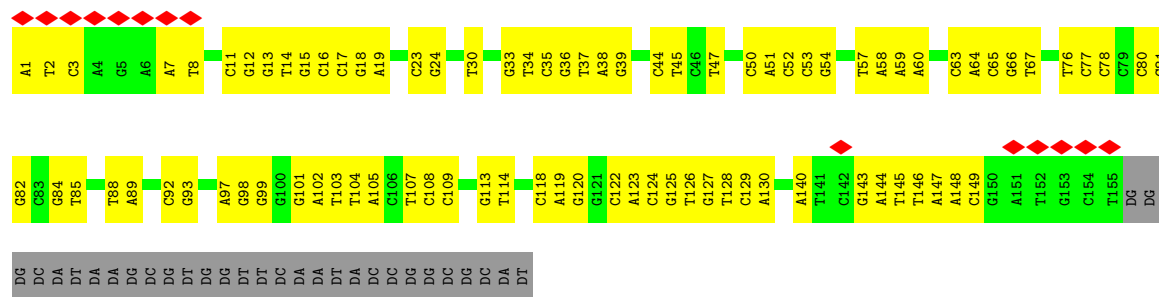 A1 T2 C3 A4 G5 A6 A7 T8 C11 G12 G13 T14 G15 C16 C17 G18 A19 C23 G24 T30 G33 T34 C35 G36 T37 A38 G39 C44 T45 C46 T47 C50 A51 C52 C53 G54 T57 A58 A59 A60 C63 A64 C65 G66 T67 T76 C77 C78 C79 C80
G82 C83 G84 T85 T88 A89 C92 G93 A97 G98 G99 G100 G101 A102 T103 T104 A105 C106 T107 C108 C109 G113 T114 C118 A119 G120 G121 C122 A123 C124 G125 T126 G127 T128 C129 A130 A140 T141 C142 G143 A144 T145 T146 A147 A148 C149 G150 A151 T152 G153 C154 T155 DG DG
DG DC DA DT DA DA DG DC DG DT DG DG DT DT DC DA DA DT DA DC DC DG DG DC DG DC DA DT